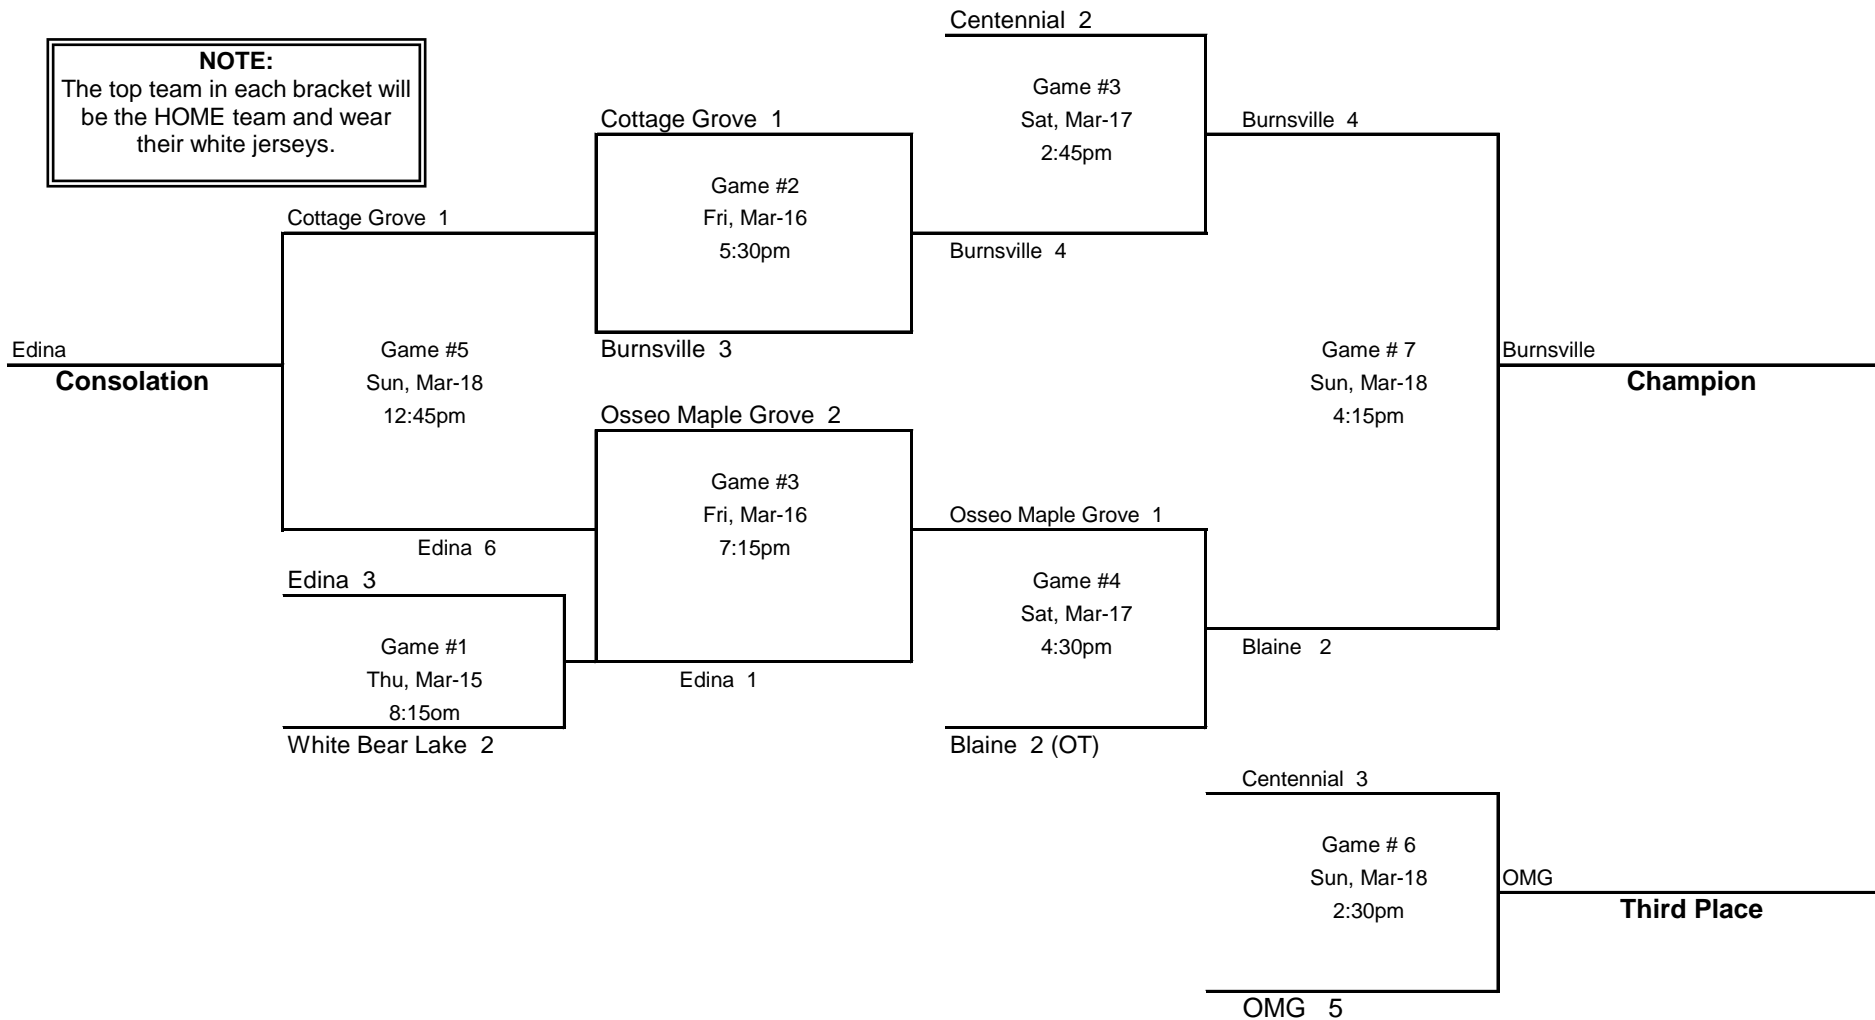 Centennial  2
NOTE:
The top team in each bracket will
be the HOME team and wear
their white jerseys.
Game #3
Sat, Mar-17
2:45pm
Cottage Grove  1
Burnsville  4
Game #2
Fri, Mar-16
5:30pm
Cottage Grove  1
Burnsville  4
Edina
Consolation
Game #5
Sun, Mar-18
12:45pm
Burnsville  3
Game # 7
Sun, Mar-18
4:15pm
Burnsville
Champion
Osseo Maple Grove  2
Game #3
Fri, Mar-16
7:15pm
Osseo Maple Grove  1
Edina  6
Edina  3
Game #4
Sat, Mar-17
4:30pm
Game #1
Thu, Mar-15
8:15om
Edina  1
Blaine   2
White Bear Lake  2
Blaine  2 (OT)
Centennial  3
Game # 6
Sun, Mar-18
2:30pm
OMG
Third Place
OMG   5